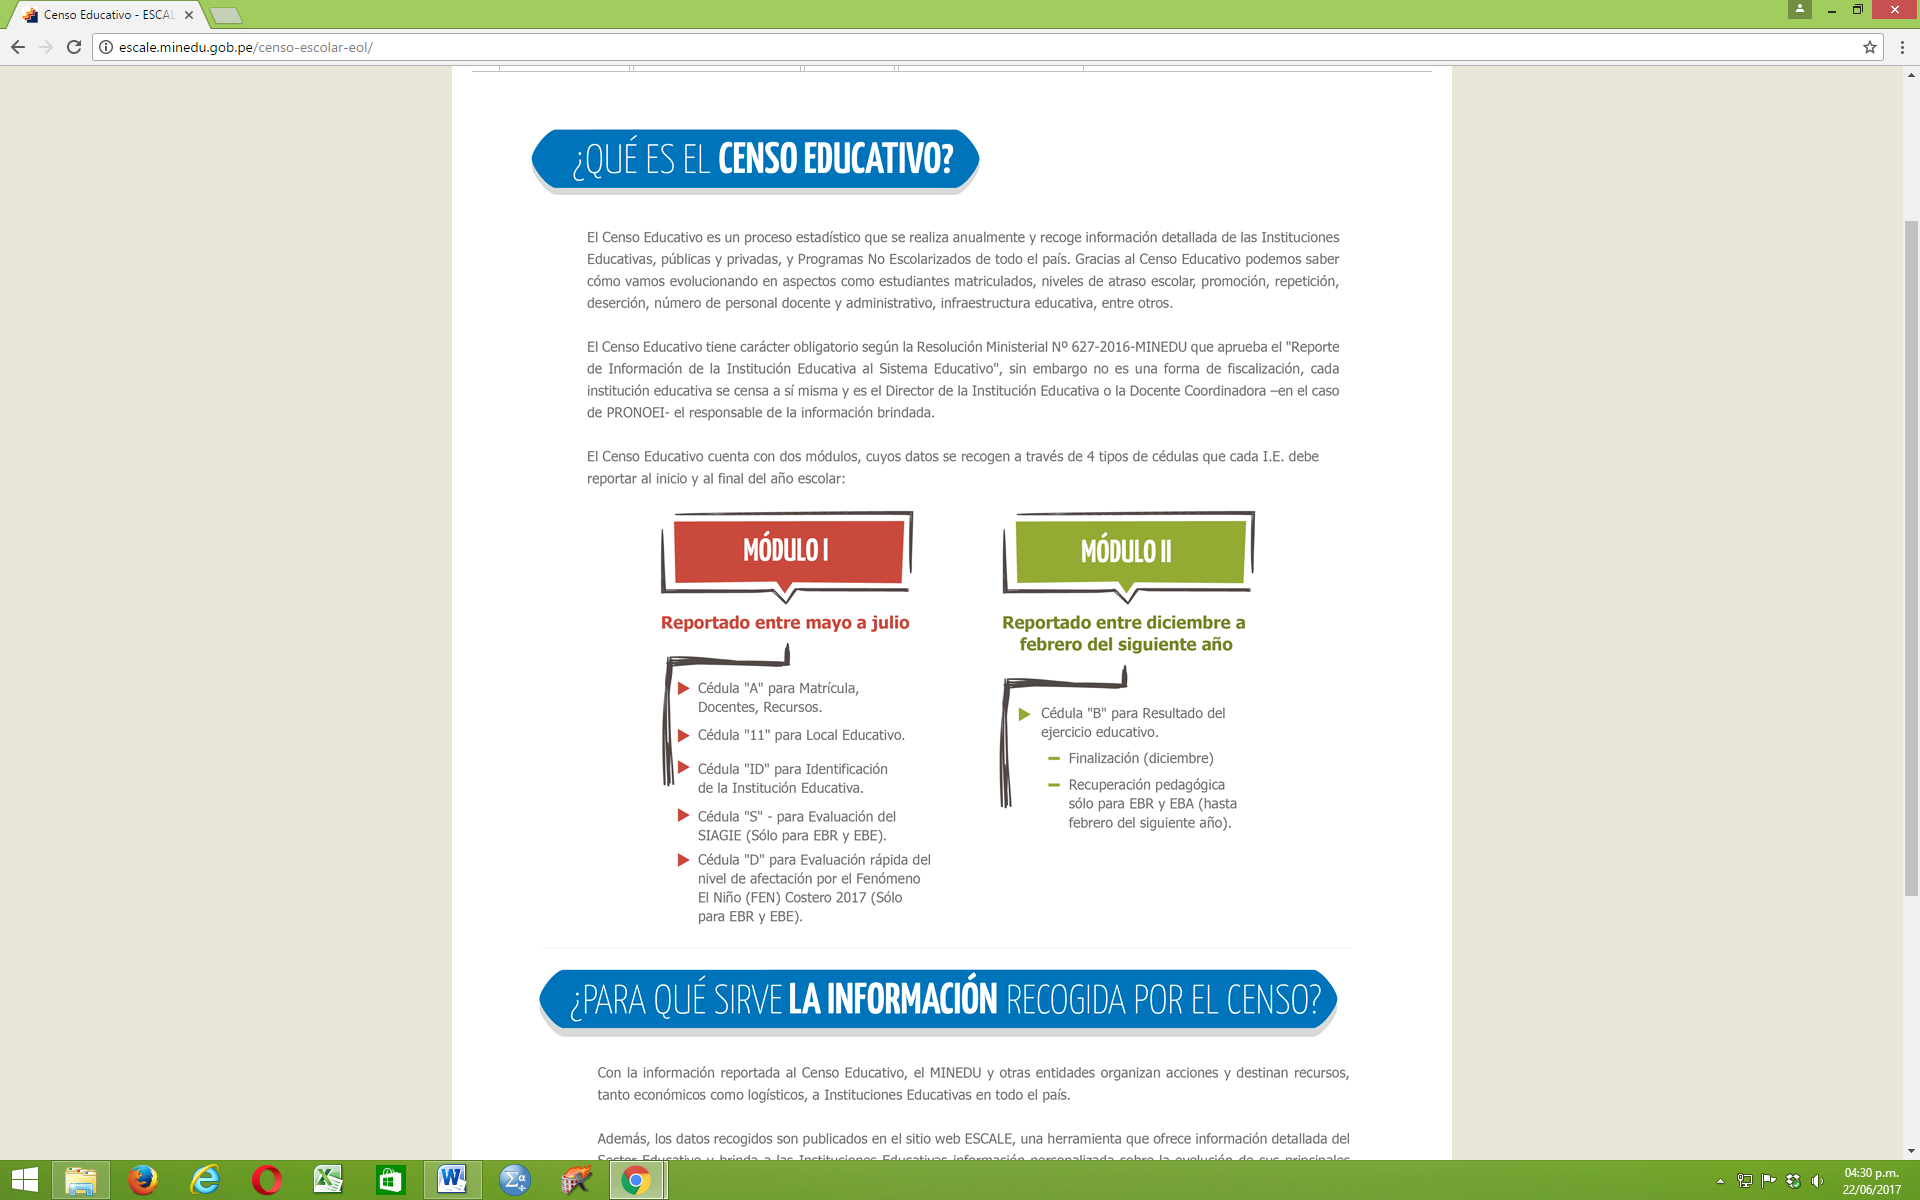 Censo Educativo - ESCAL
escale.minedu.gob.pe/censo-escolar-eol/
¿QUÉ ES EL CENSO EDUCATIVO?
El Censo Educativo es un proceso estadístico que se realiza anualmente y recoge información detallada de las Instituciones
Educativas, públicas y privadas, y Programas No Escolarizados de todo el país. Gracias al Censo Educativo podemos saber
cómo vamos evolucionando en aspectos como estudiantes matriculados, niveles de atraso escolar, promoción, repetición,
deserción, número de personal docente y administrativo, infraestructura educativa, entre otros.
El Censo Educativo tiene carácter obligatorio según la Resolución Ministerial Nº 627-2016-MINEDU que aprueba el "Reporte
de Información de la Institución Educativa al Sistema Educativo", sin embargo no es una forma de fiscalización, cada
institución educativa se censa a sí misma y es el Director de la Institución Educativa o la Docente Coordinadora –en el caso
de PRONOEI- el responsable de la información brindada.
El Censo Educativo cuenta con dos módulos, cuyos datos se recogen a través de 4 tipos de cédulas que cada I.E. debe
reportar al inicio y al final del año escolar:
MÓDULO I
Reportado entre mayo a julio
Cédula "A" para Matrícula,
Docentes, Recursos.
Cédula "11" para Local Educativo.
Cédula "ID" para Identificación
de la Institución Educativa.
Cédula "S" - para Evaluación del
SIAGIE (Sólo para EBR y EBE).
Cédula "D" para Evaluación rápida del
nivel de afectación por el Fenómeno
El Niño (FEN) Costero 2017 (Sólo
para EBR y EBE).
MÓDULO II
Reportado entre diciembre a
febrero del siguiente año
Cédula "B" para Resultado del
ejercicio educativo.
Finalización (diciembre)
Recuperación pedagógica
sólo para EBR y EBA (hasta
febrero del siguiente año).
¿PARA QUÉ SIRVE LA INFORMACIÓN RECOGIDA POR EL CENSO?
Con la información reportada al Censo Educativo, el MINEDU y otras entidades organizan acciones y destinan recursos,
tanto económicos como logísticos, a Instituciones Educativas en todo el país.
Además, los datos recogidos son publicados en el sitio web ESCALE, una herramienta que ofrece información detallada del
Sector Educativo y brinda a las Instituciones Educativas información personalizada sobre la evolución de sus principales
04:30 p.m.
22/06/2017